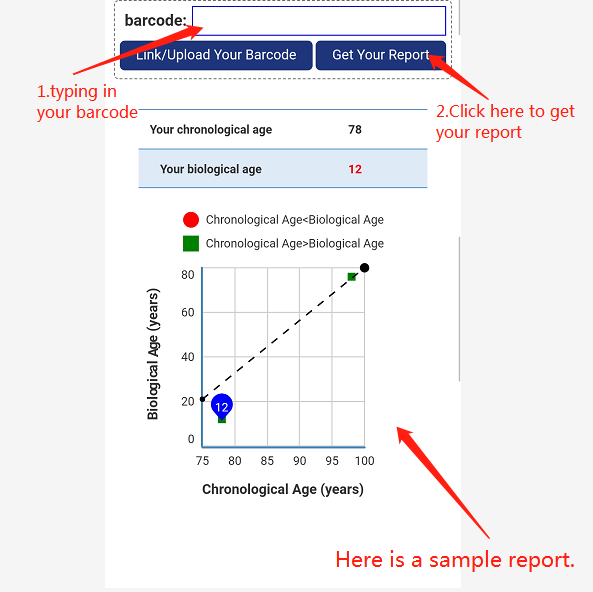 barcode:
Link/Upload Your Barcode
Get Your Report
1.typing in
your barcode
2.Click here to get
your report
Your chronological age 78
Your biological age 12
Chronological Age<Biological Age
Chronological Age>Biological Age
Biological Age (years)
80
60
40
20
0
12
75 80 85 90 95 100
Chronological Age (years)
Here is a sample report.